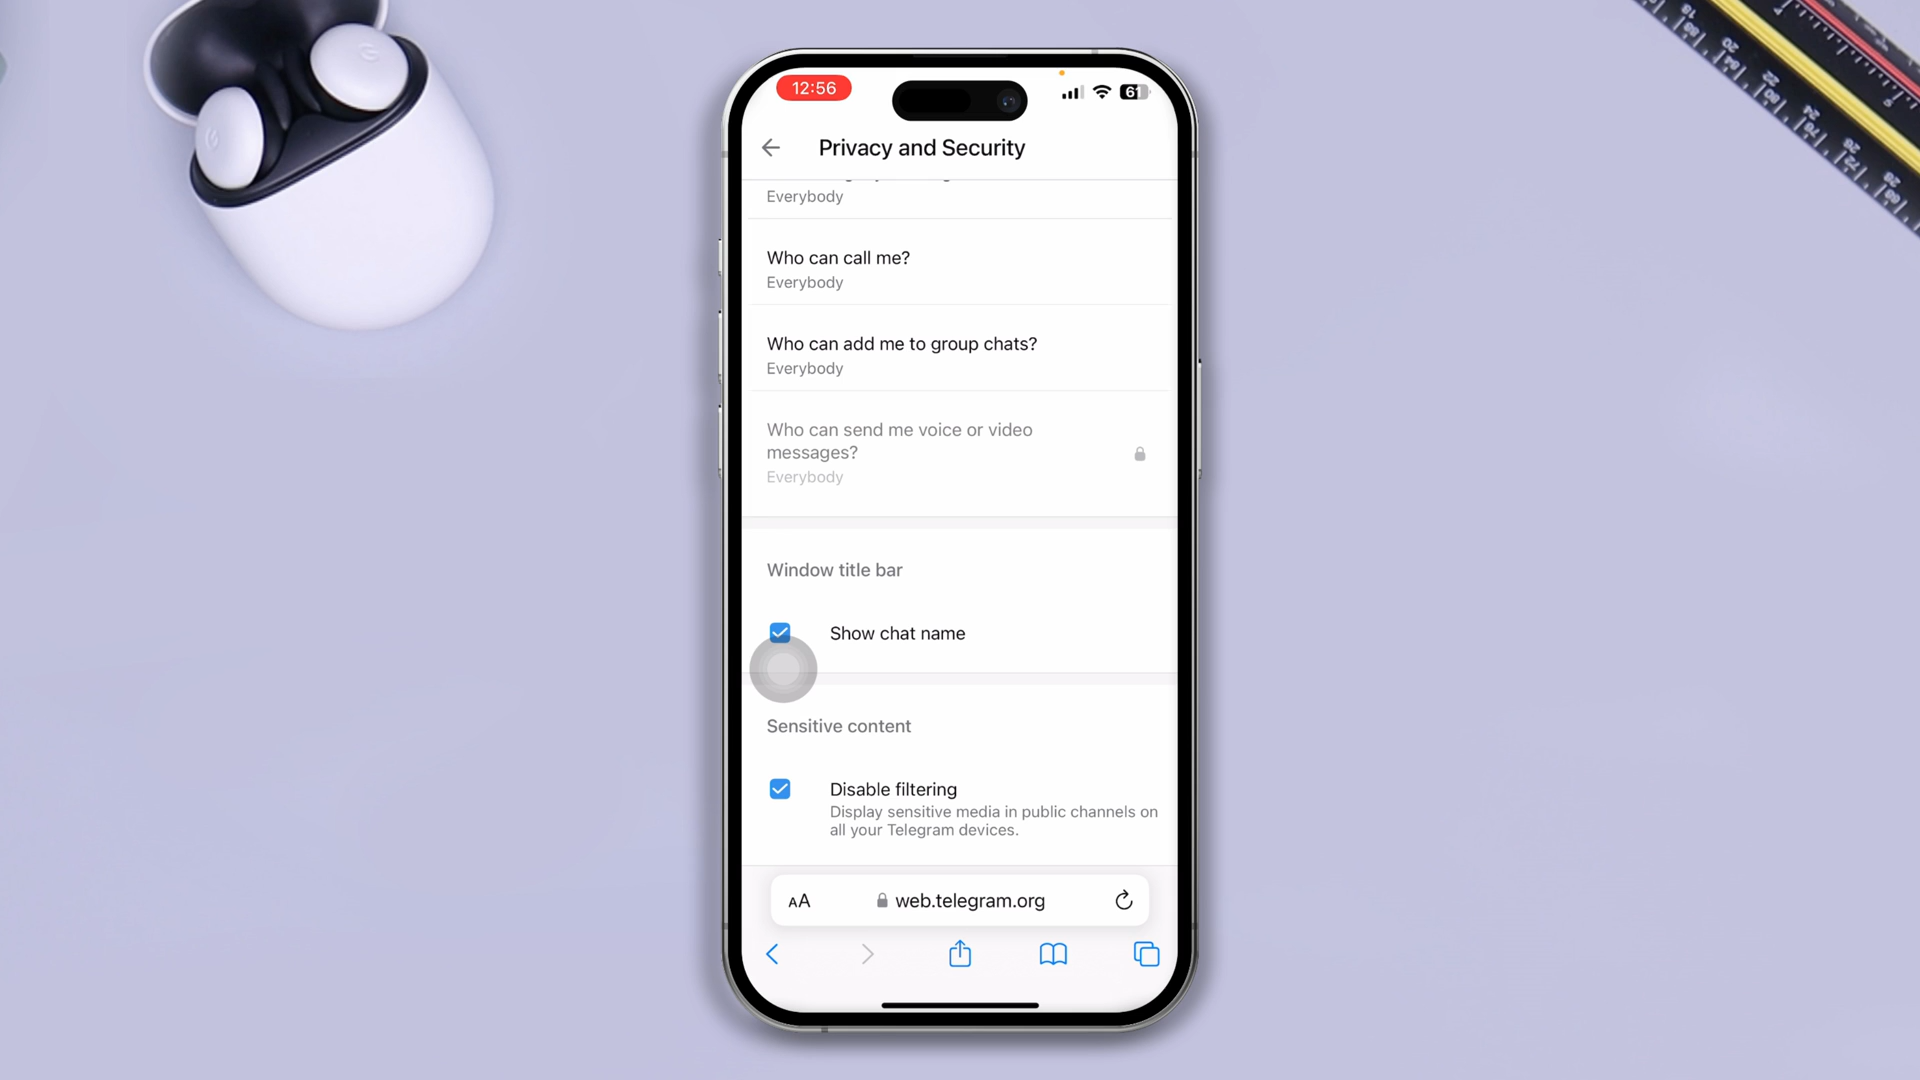 12:56
61
Privacy and Security
Everybody
Who can call me?
Everybody
Who can add me to group chats?
Everybody
Who can send me voice or video
messages?
Everybody
Window title bar
Show chat name
Sensitive content
Disable filtering
Display sensitive media in public channels on
all your Telegram devices.
AA
web.telegram.org